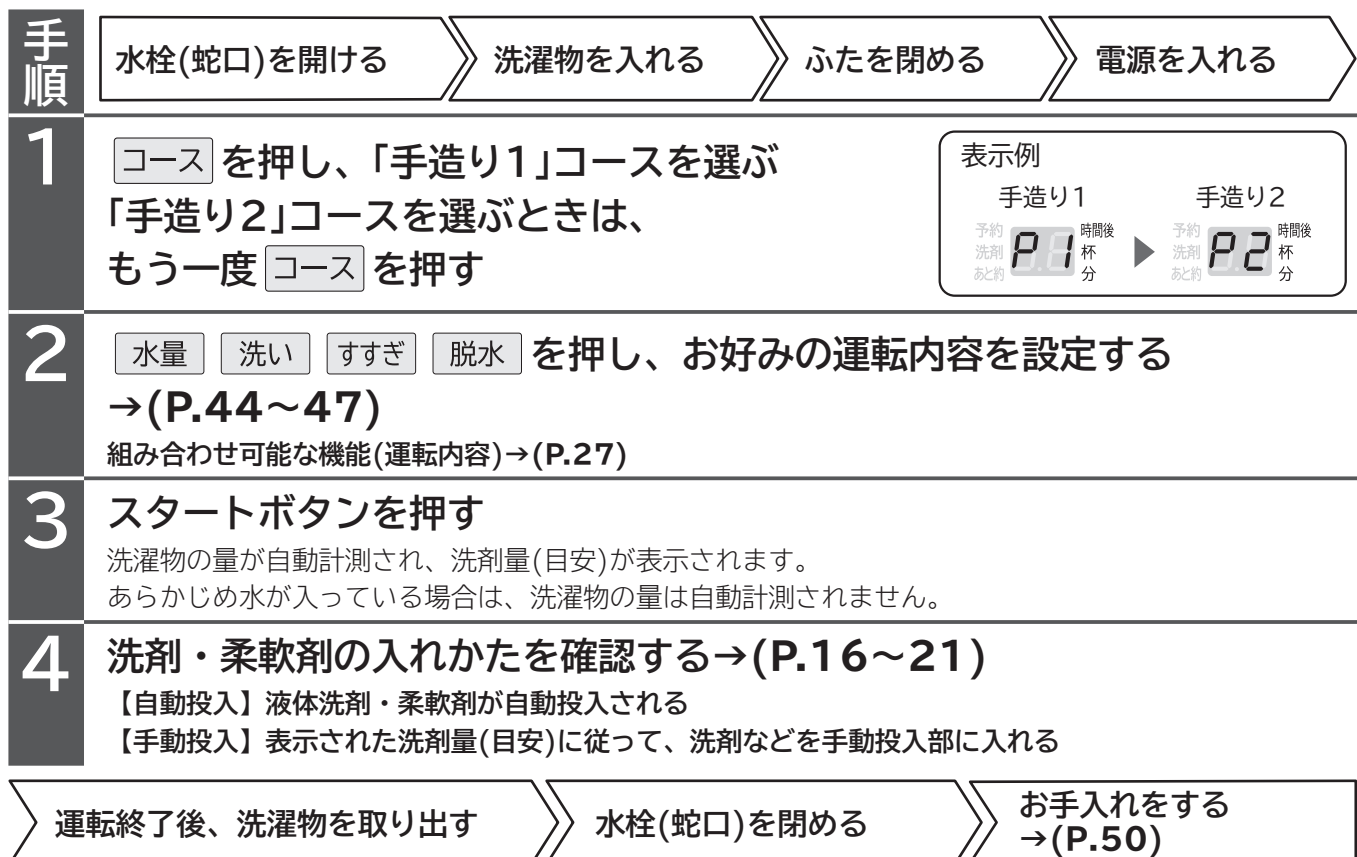 手順
水栓(蛇口)を開ける
洗濯物を入れる
ふたを閉める
電源を入れる
1
コース を押し、「手造り1」コースを選ぶ
「手造り2」コースを選ぶときは、
もう一度 コース を押す
表示例
手造り1
予約 時間後
洗剤 P1 杯
あと約 分
手造り2
予約 時間後
洗剤 P2 杯
あと約 分
2
水量 洗い すすぎ 脱水 を押し、お好みの運転内容を設定する
→(P.44~47)
組み合わせ可能な機能(運転内容)→(P.27)
3
スタートボタンを押す
洗濯物の量が自動計測され、洗剤量(目安)が表示されます。
あらかじめ水が入っている場合は、洗濯物の量は自動計測されません。
4
洗剤・柔軟剤の入れかたを確認する→(P.16~21)
【自動投入】液体洗剤・柔軟剤が自動投入される
【手動投入】表示された洗剤量(目安)に従って、洗剤などを手動投入部に入れる
運転終了後、洗濯物を取り出す
水栓(蛇口)を閉める
お手入れをする
→(P.50)